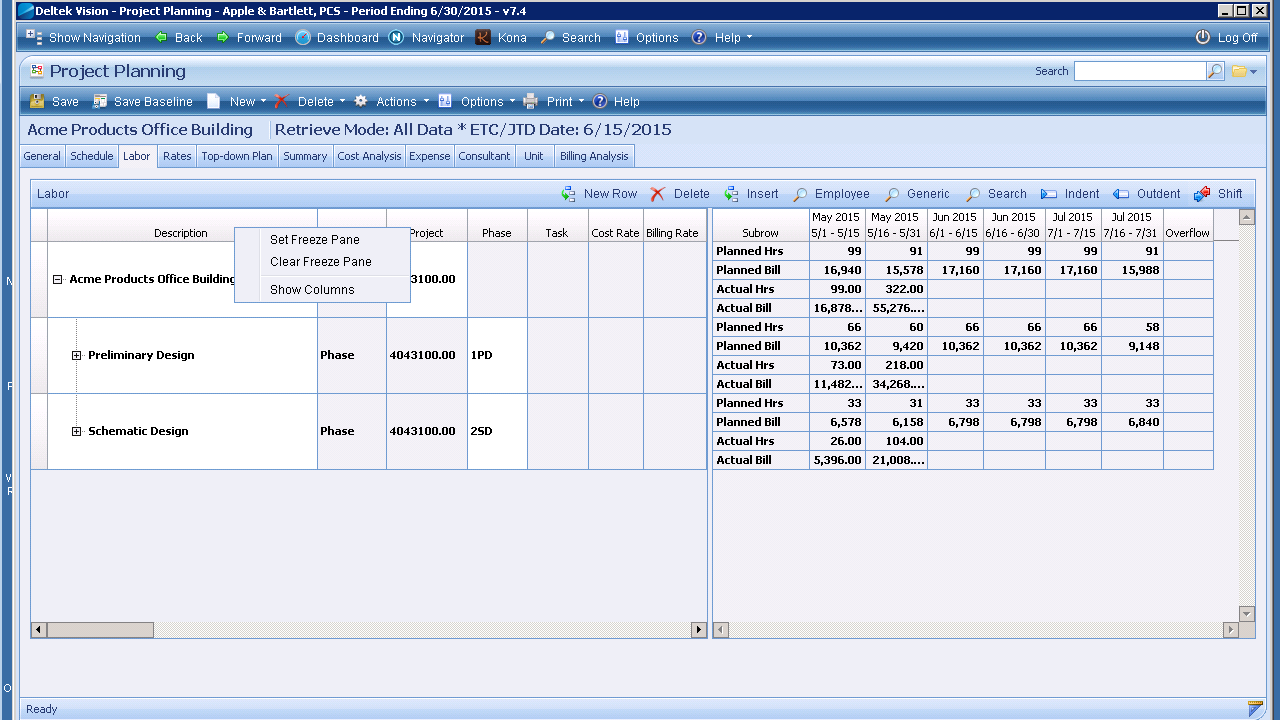 Deltek Vision - Project Planning - Apple & Bartlett, PCS - Period Ending 6/30/2015 - v7.4
Show Navigation Back Forward Dashboard Navigator Kona Search Options Help Log Off
Project Planning Search
Save Save Baseline New Delete Actions Options Print Help
Acme Products Office Building Retrieve Mode: All Data * ETC/JTD Date: 6/15/2015
General Schedule Labor Rates Top-down Plan Summary Cost Analysis Expense Consultant Unit Billing Analysis
Labor New Row Delete Insert Employee Generic Search Indent Outdent Shift
May 2015 May 2015 Jun 2015 Jun 2015 Jul 2015 Jul 2015
Description Project Phase Task Cost Rate Billing Rate Subrow 5/1 - 5/15 5/16 - 5/31 6/1 - 6/15 6/16 - 6/30 7/1 - 7/15 7/16 - 7/31 Overflow
Set Freeze Pane
Clear Freeze Pane
Show Columns
Acme Products Office Building 3100.00
Planned Hrs 99 91 99 99 99 91
Planned Bill 16,940 15,578 17,160 17,160 17,160 15,988
Actual Hrs 99.00 322.00
Actual Bill 16,878... 55,276....
Preliminary Design Phase 4043100.00 1PD
Planned Hrs 66 60 66 66 66 58
Planned Bill 10,362 9,420 10,362 10,362 10,362 9,148
Actual Hrs 73.00 218.00
Actual Bill 11,482... 34,268....
Schematic Design Phase 4043100.00 2SD
Planned Hrs 33 31 33 33 33 33
Planned Bill 6,578 6,158 6,798 6,798 6,798 6,840
Actual Hrs 26.00 104.00
Actual Bill 5,396.00 21,008....
Ready